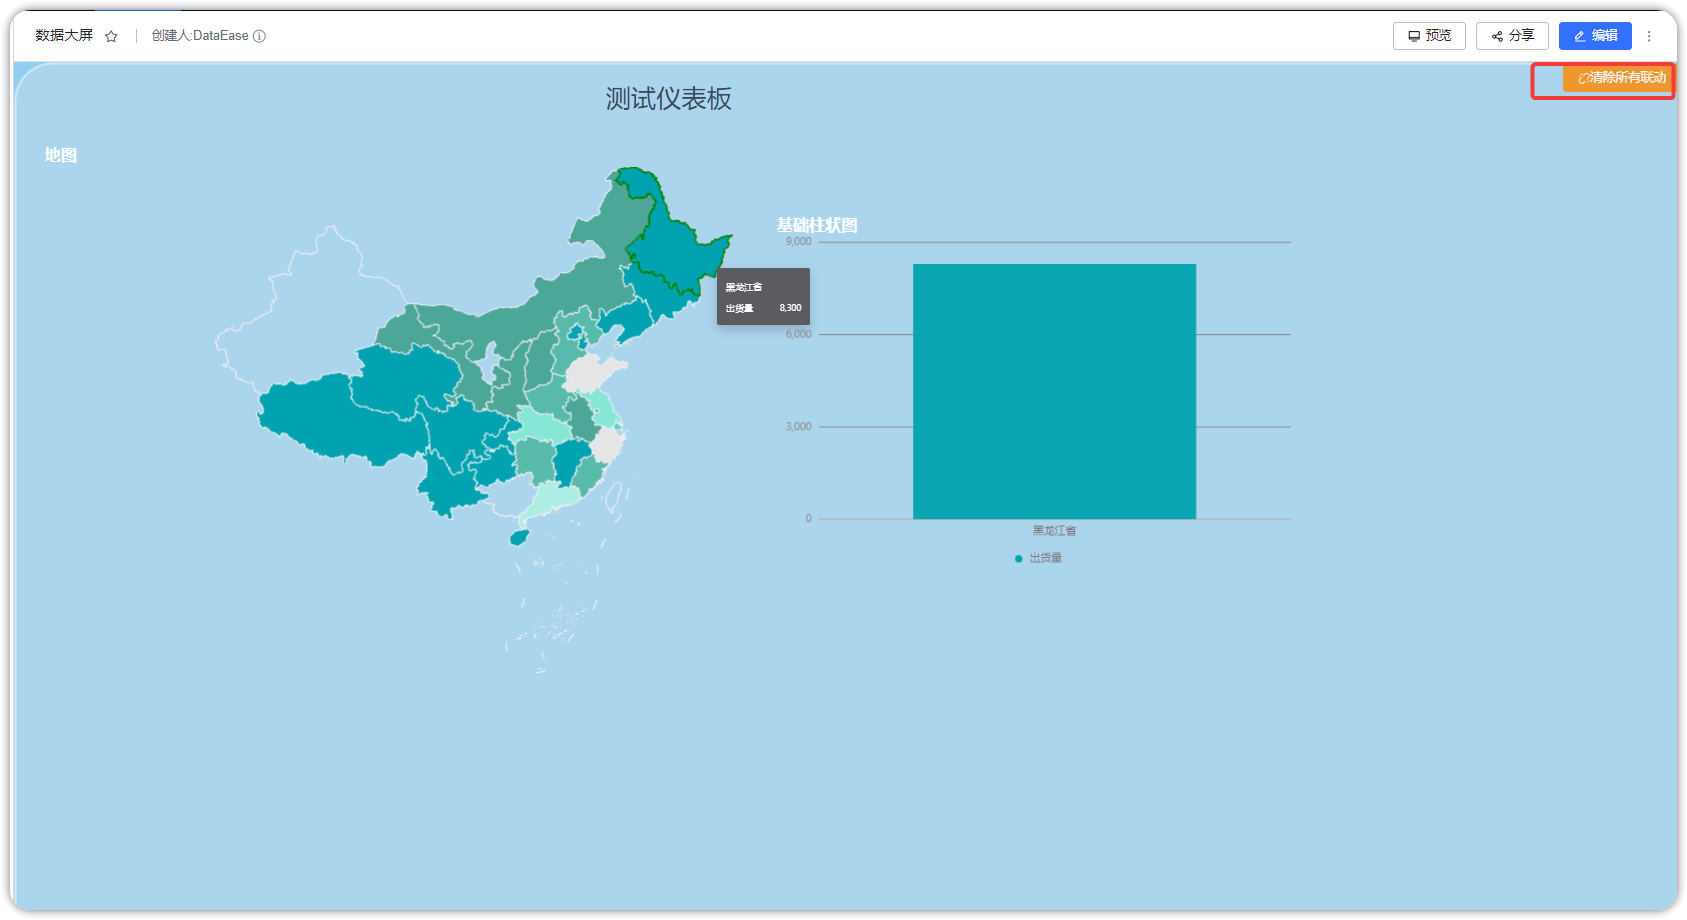 数据大屏
创建人:DataEase
预览
分享
编辑
清除所有联动
测试仪表板
地图
基础柱状图
9,000
6,000
3,000
0
黑龙江省
出货量 8,300
黑龙江省
出货量